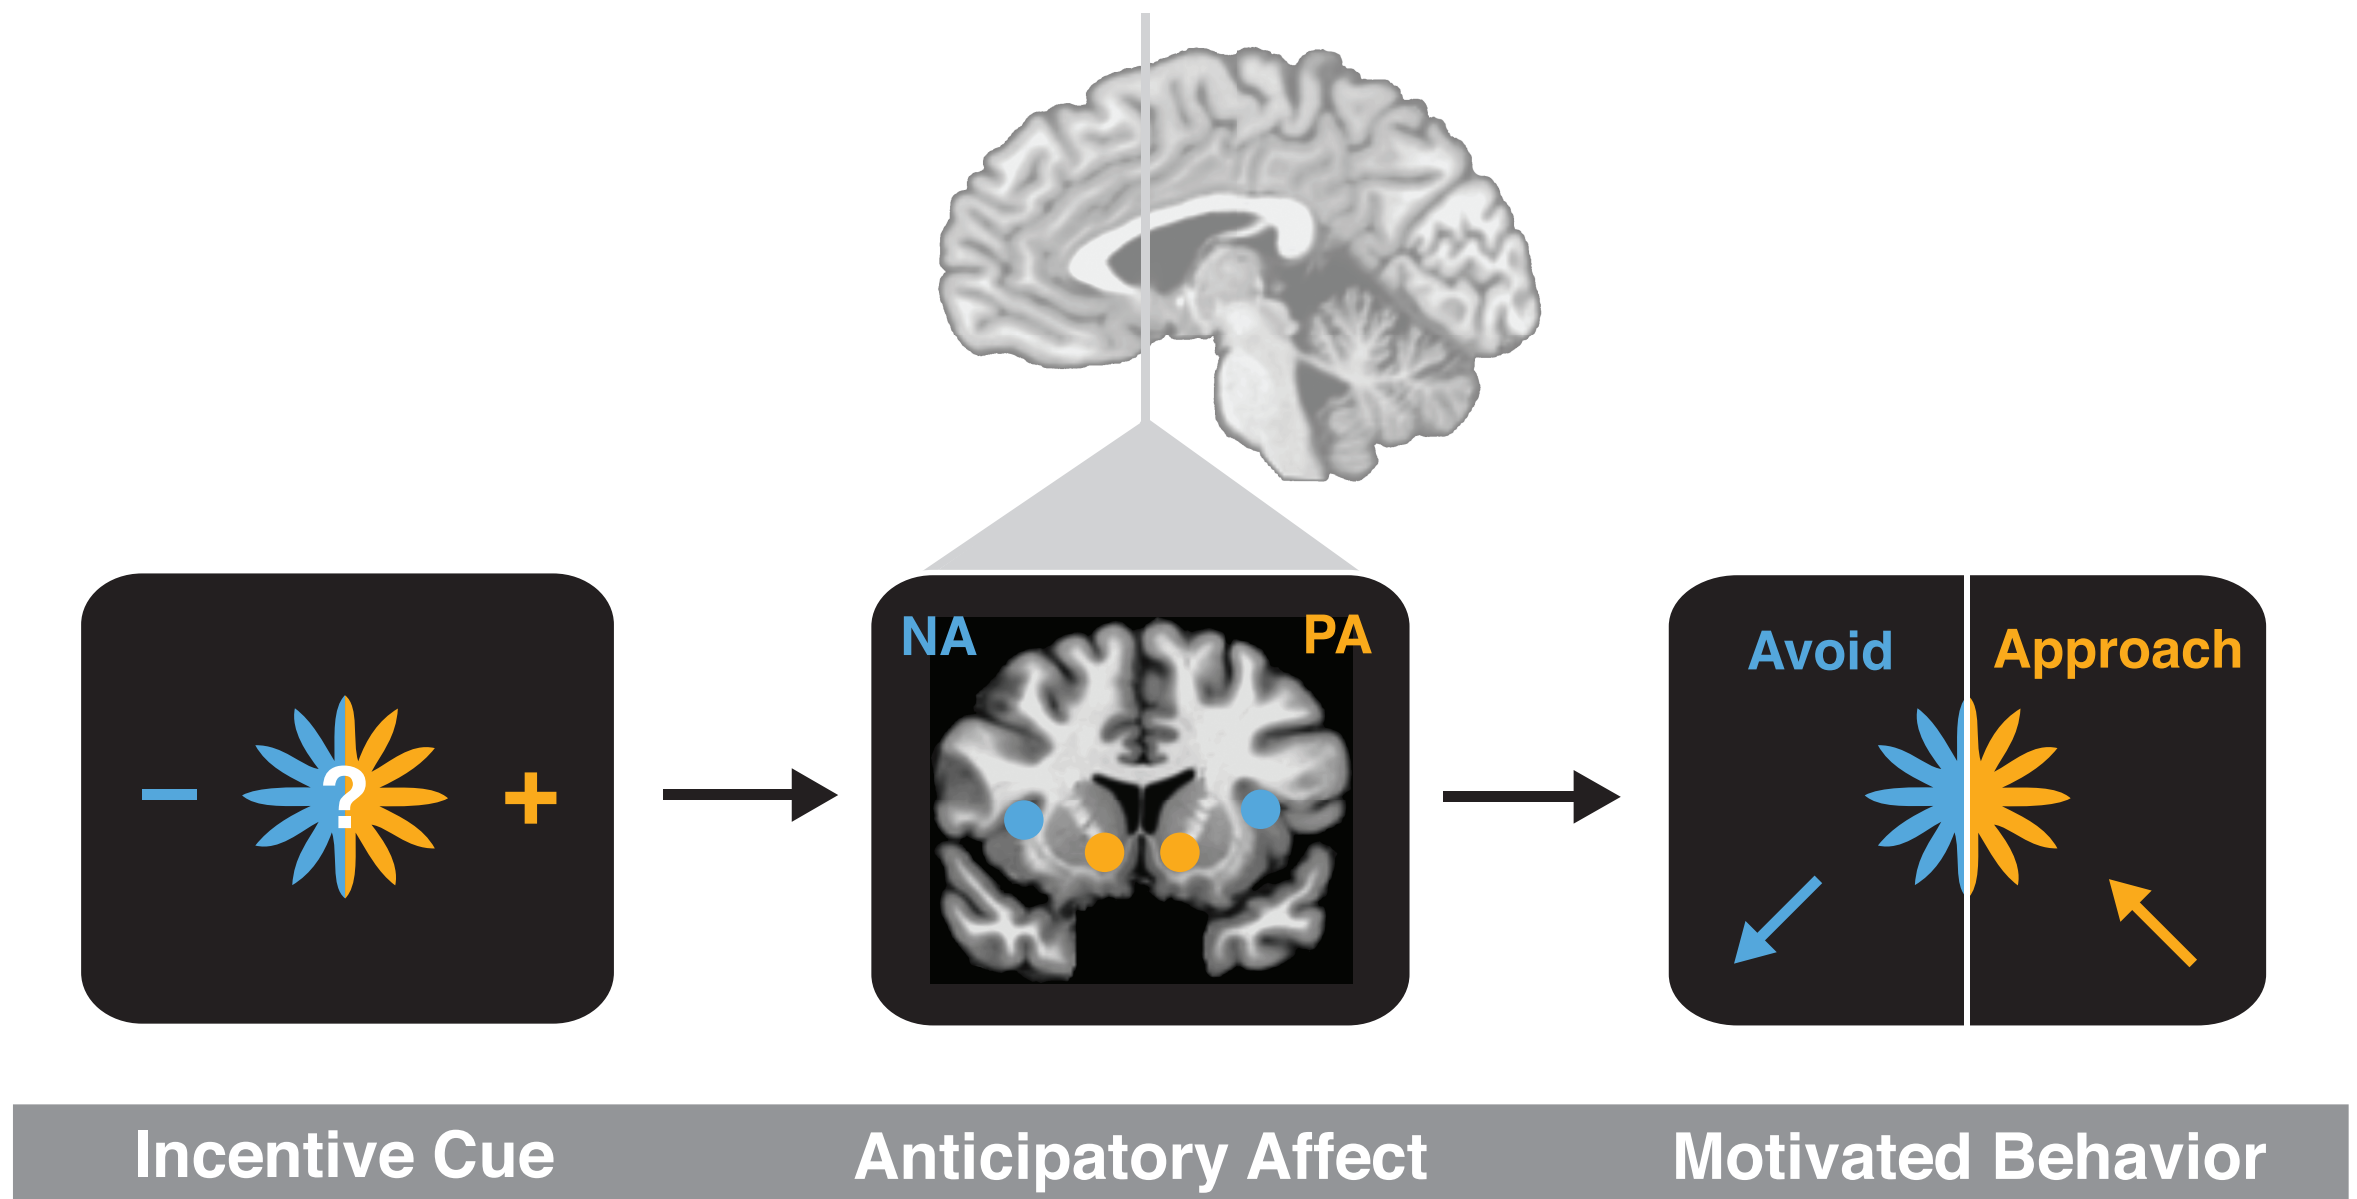 NA
PA
Avoid
Approach
− ? +
Incentive Cue
Anticipatory Affect
Motivated Behavior